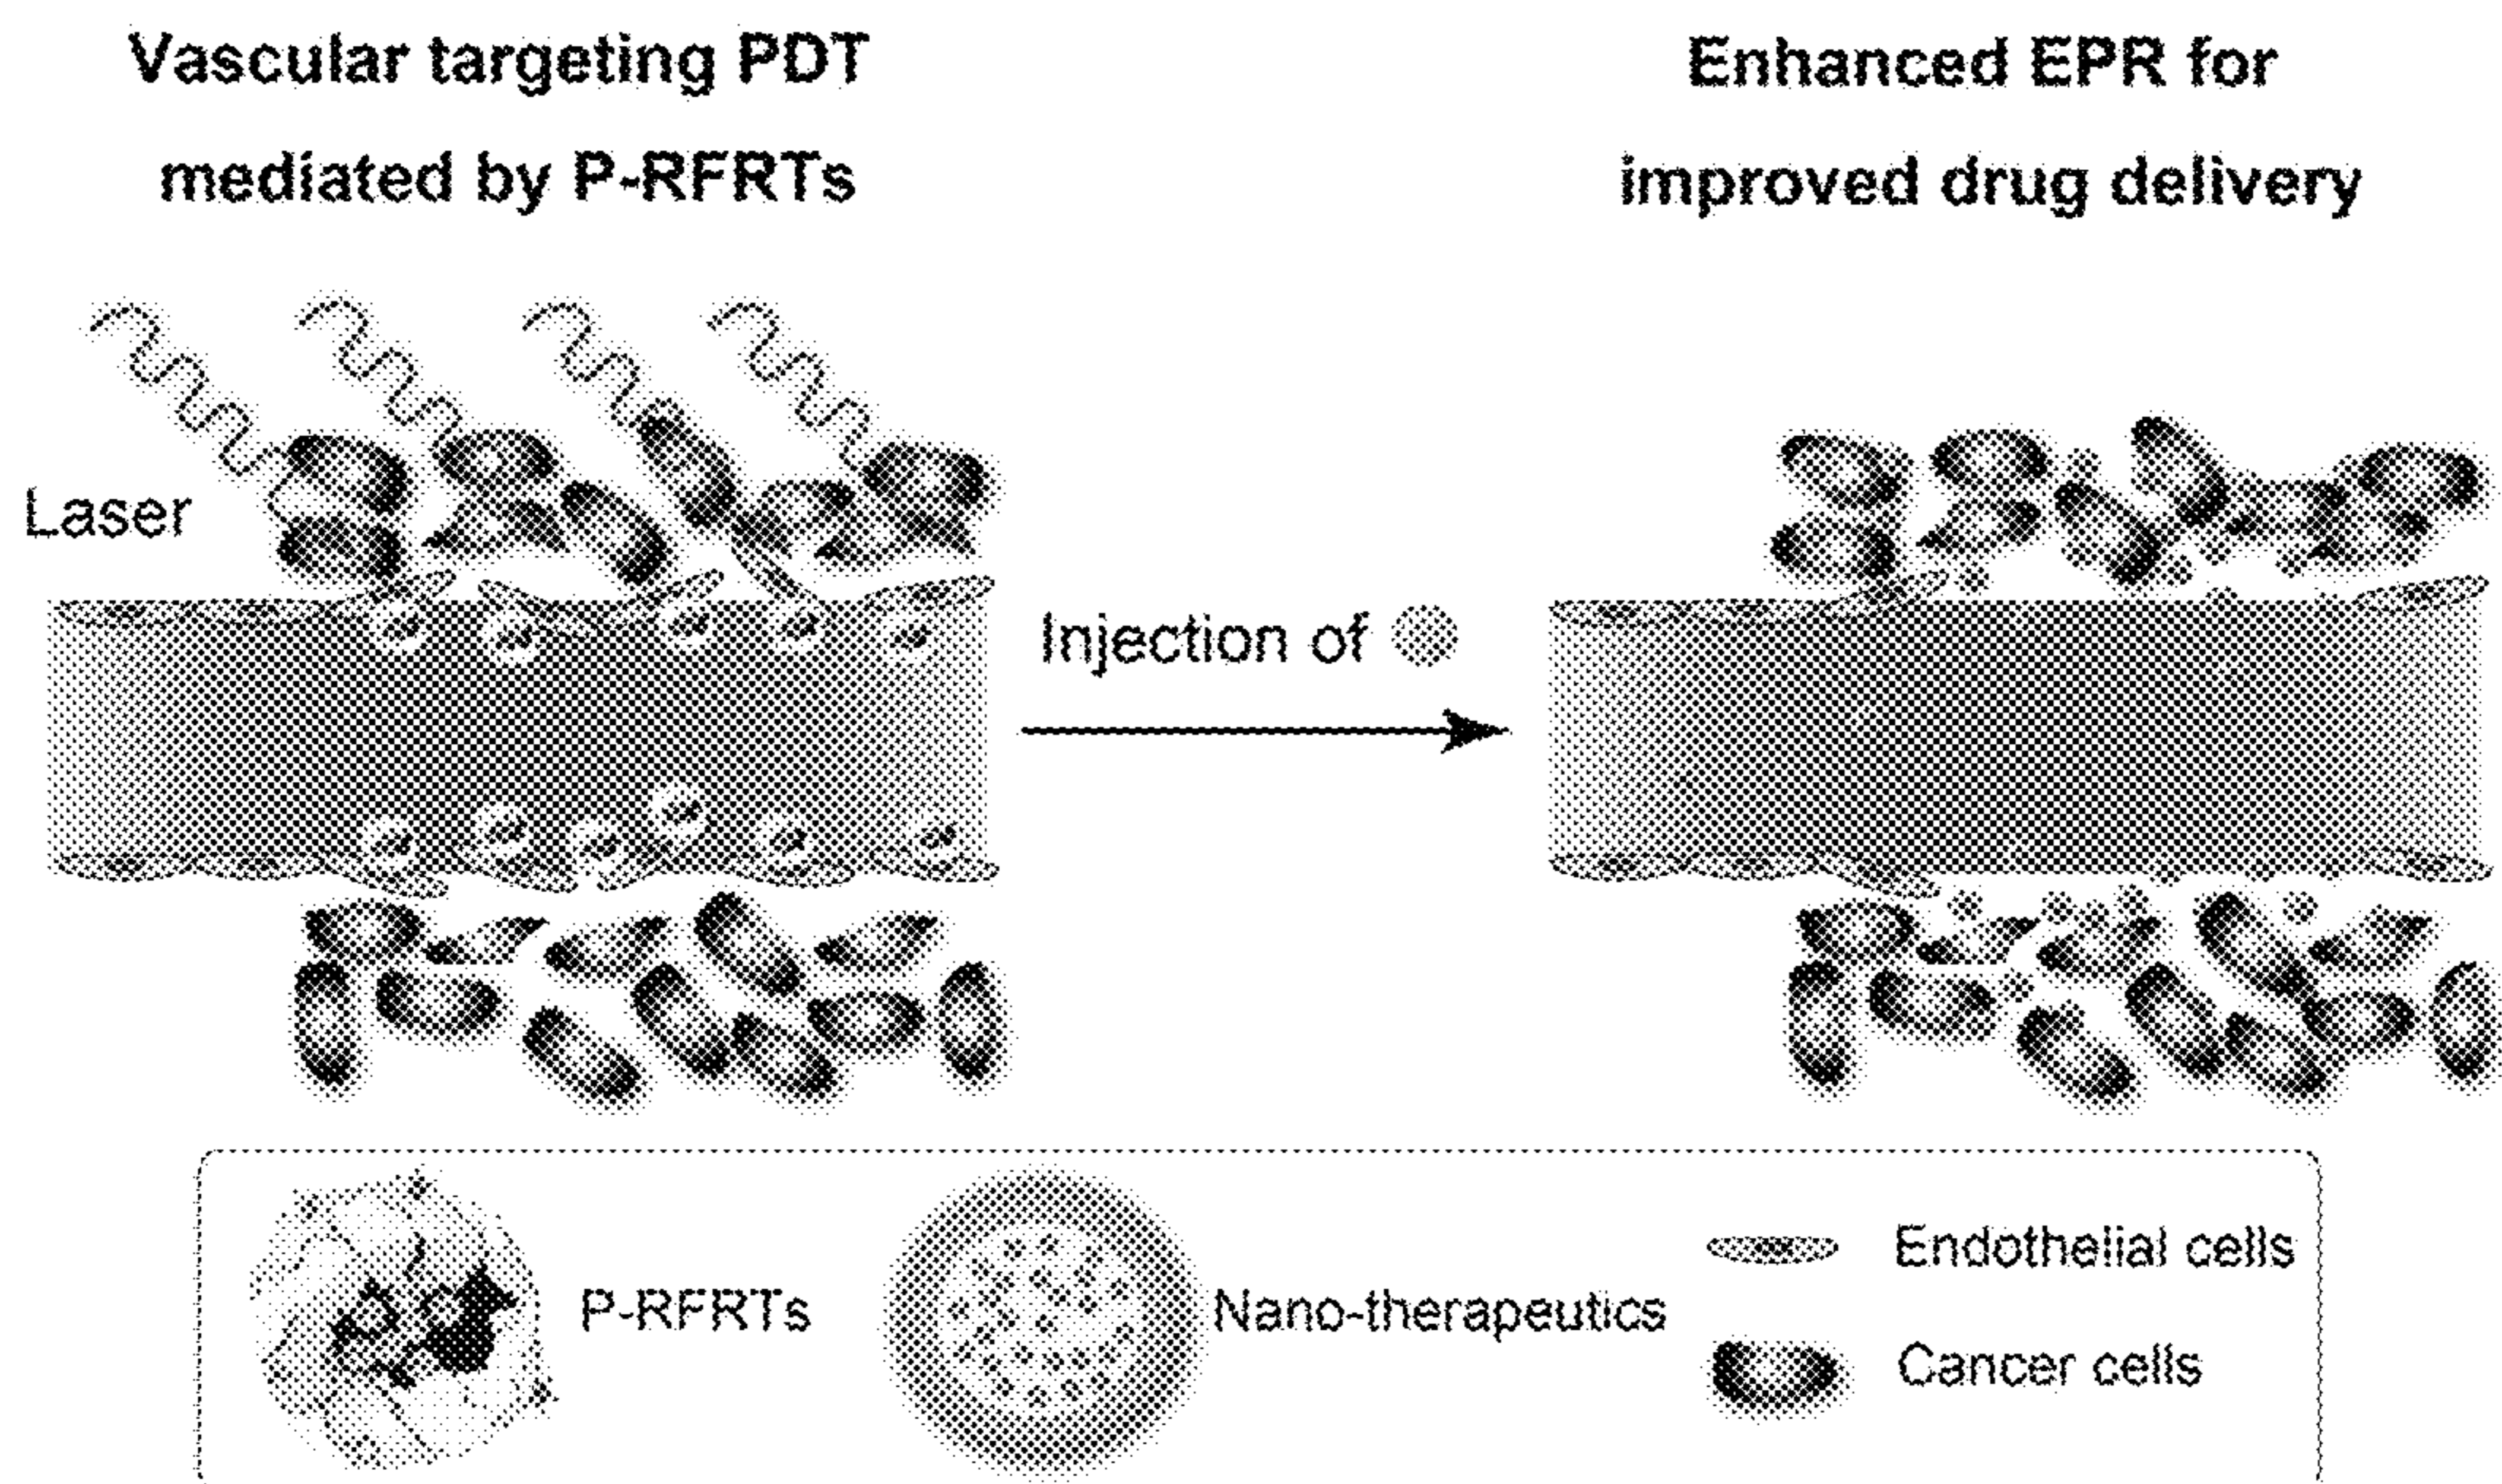 Vascular targeting PDT
mediated by P-RFRTs
Enhanced EPR for
improved drug delivery
Laser
Injection of
P-RFRTs
Nano-therapeutics
Endothelial cells
Cancer cells